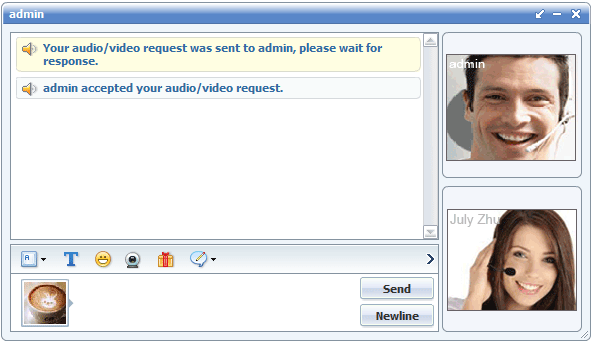 admin
Your audio/video request was sent to admin, please wait for
response.
admin accepted your audio/video request.
admin
July Zhu
A
T
Send
Newline